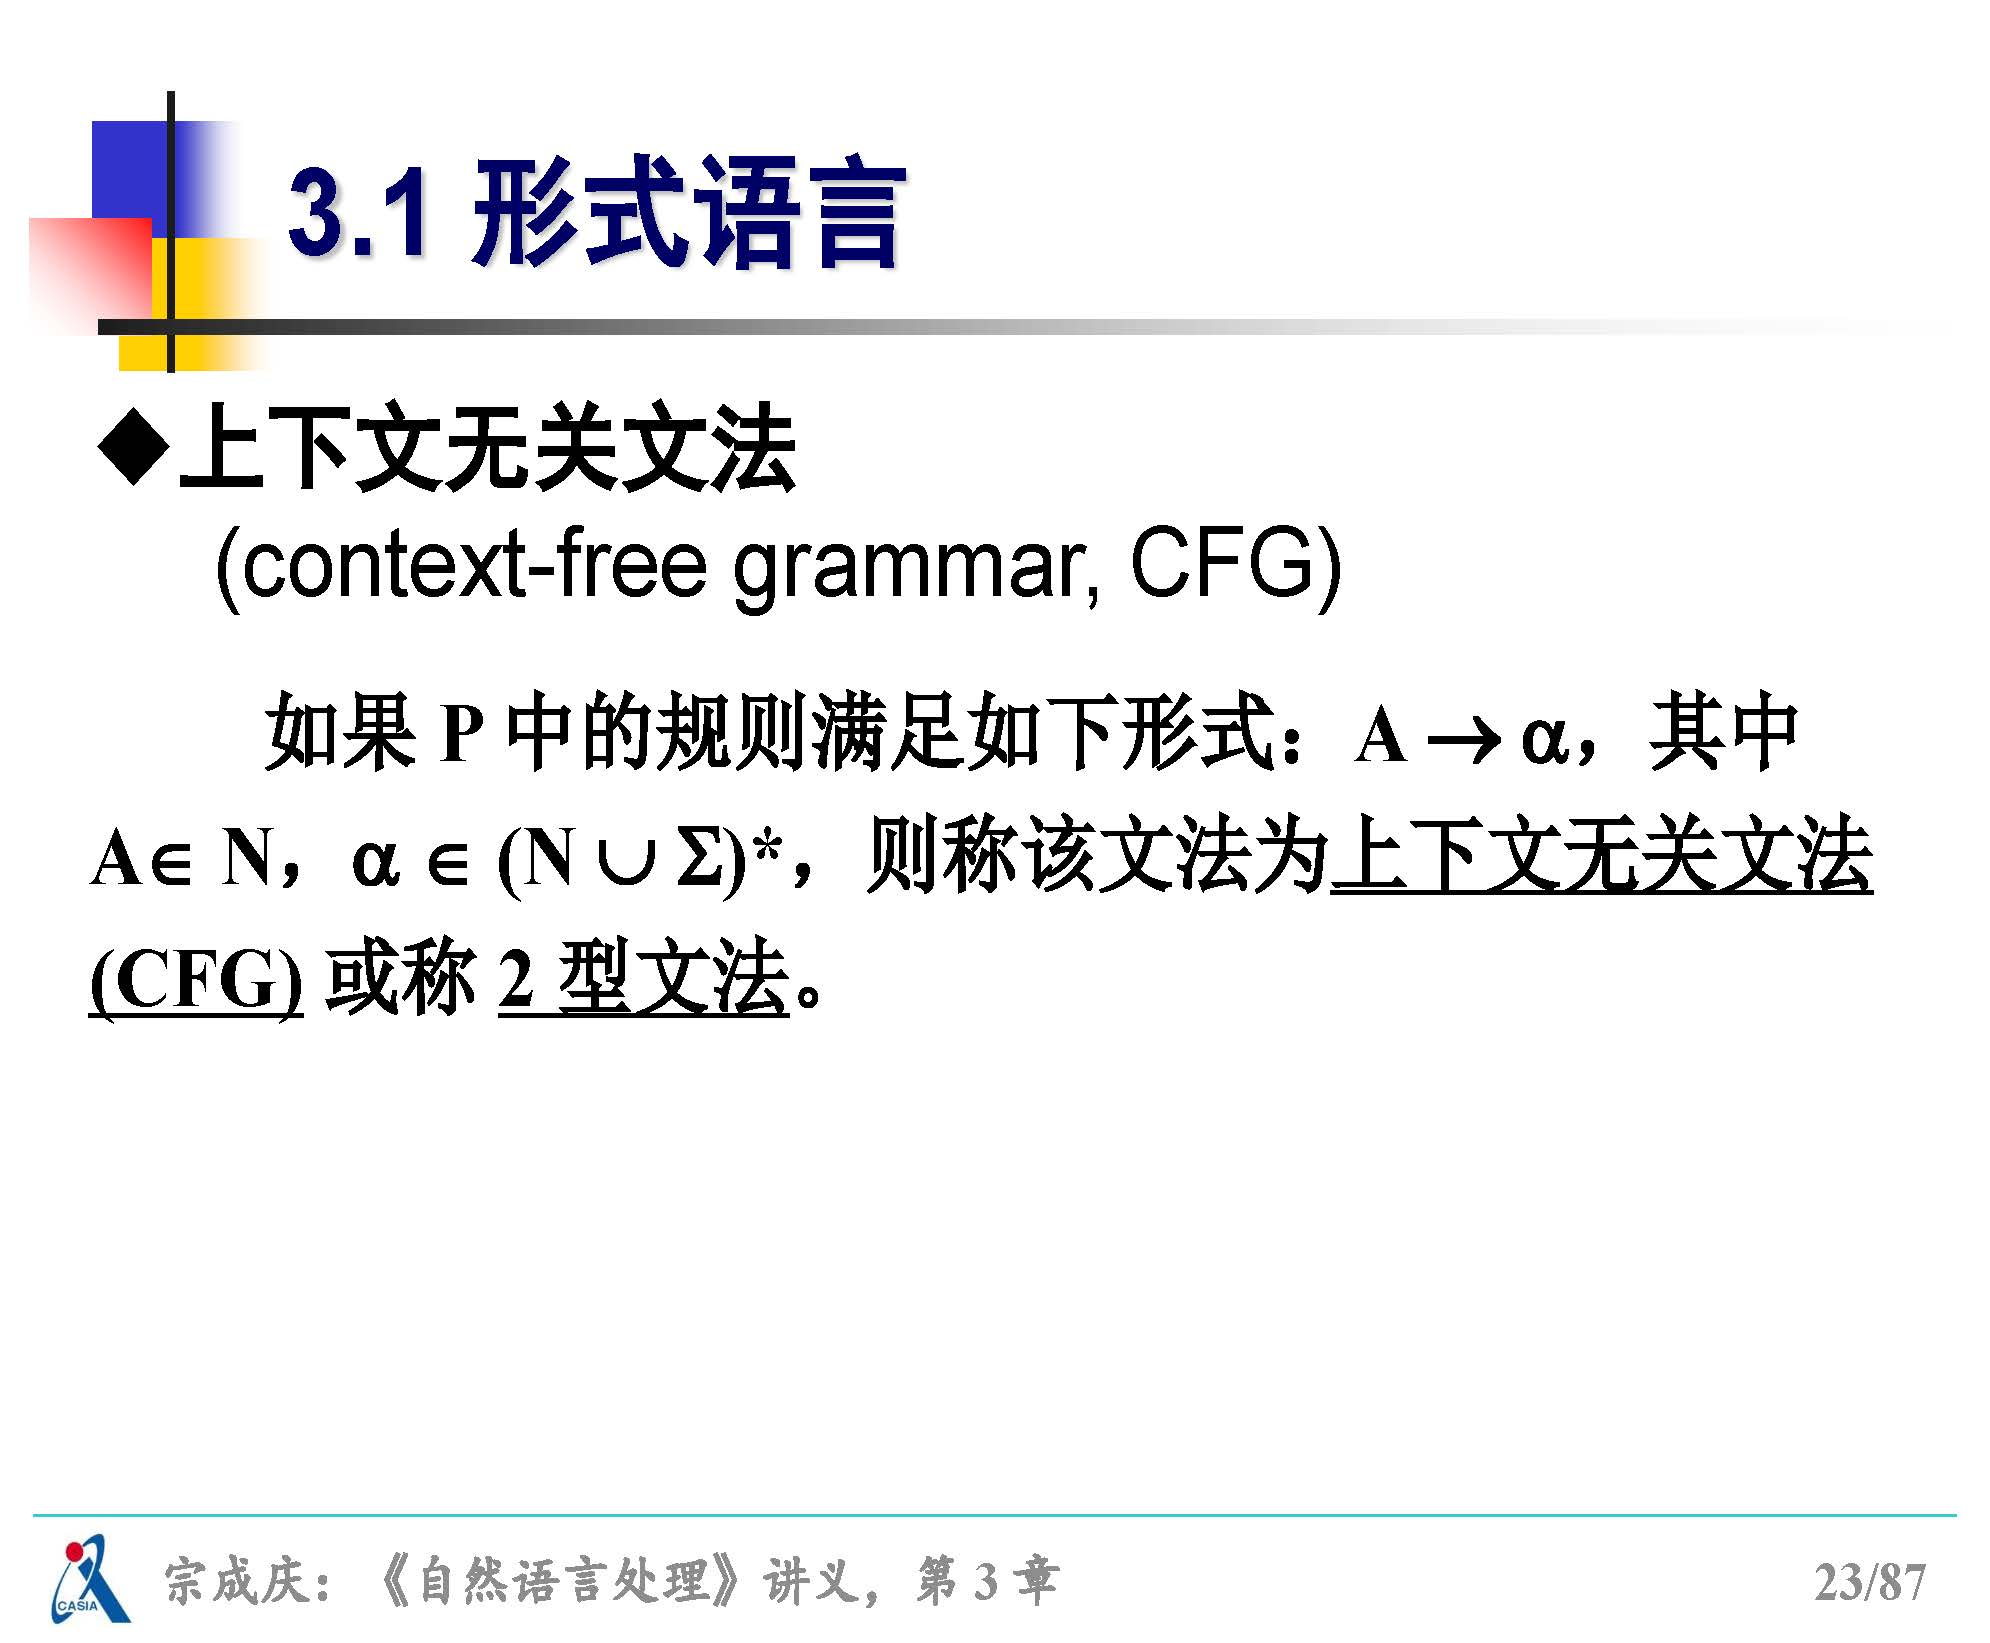 3.1 形式语言
◆上下文无关文法
(context-free grammar, CFG)
如果 P 中的规则满足如下形式：A → α，其中
A∈ N，α ∈ (N ∪ Σ)*，则称该文法为上下文无关文法
(CFG) 或称 2 型文法。
CASIA
宗成庆：《自然语言处理》讲义，第 3 章
23/87